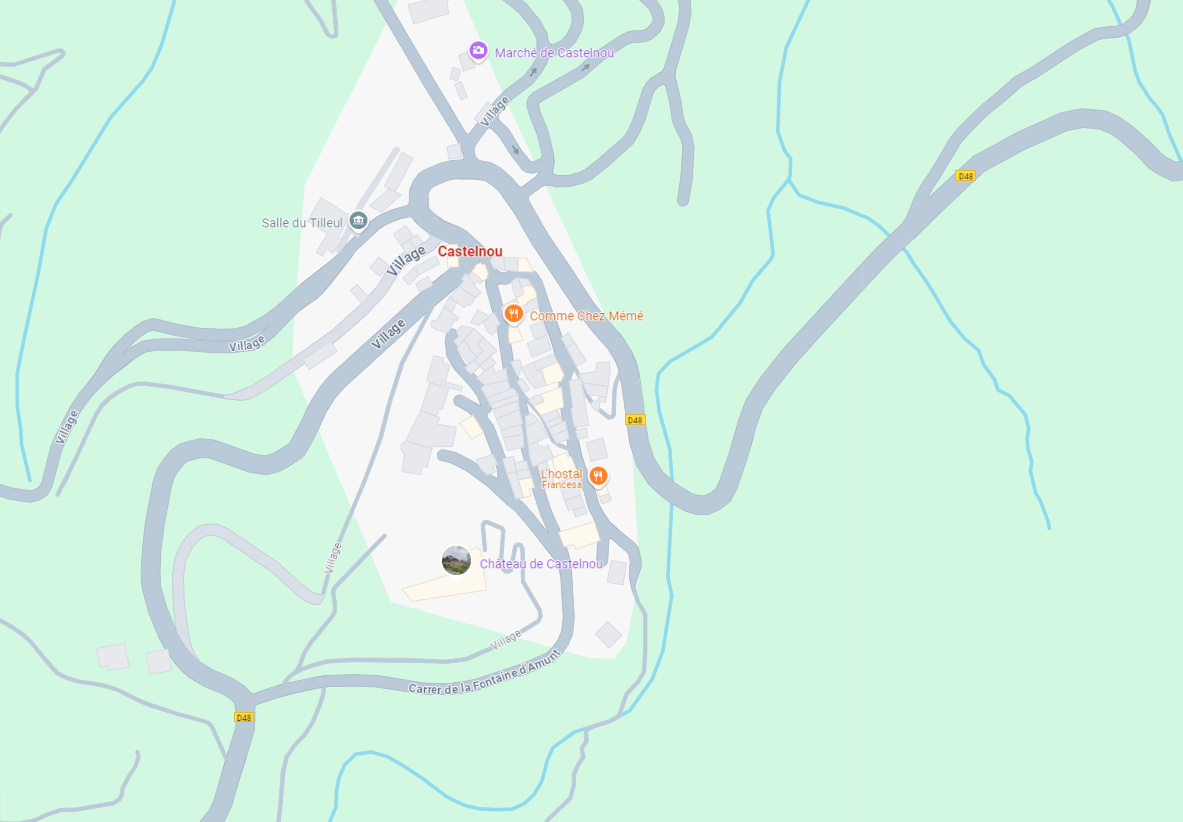 Marché de Castelnou
Village
D48
Salle du Tilleul
Castelnou
Village
Comme Chez Mémé
Village
Village
D48
Village
L'hostal
Francesa
Village
Château de Castelnou
Village
Carrer de la Fontaine d'Amunt
D48